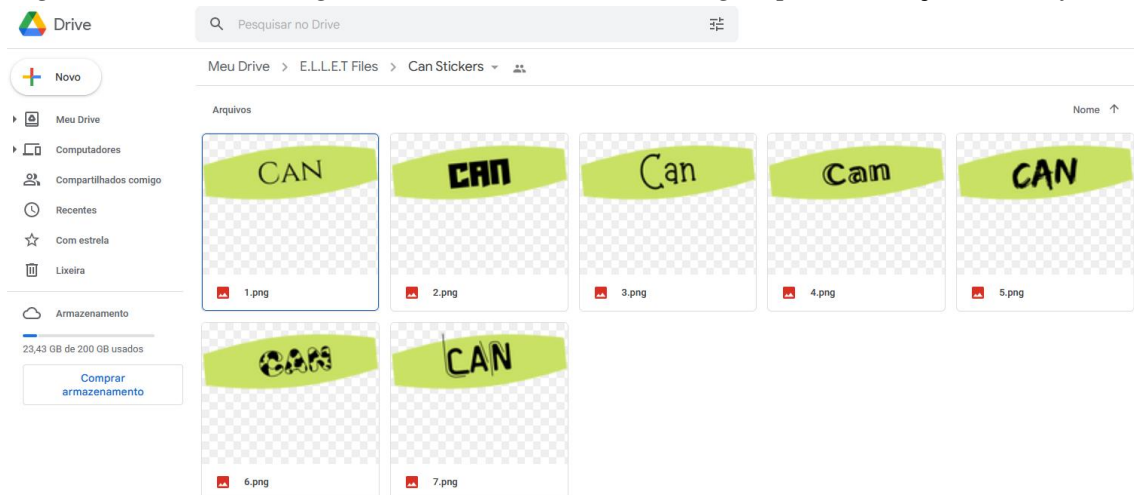 Drive
Pesquisar no Drive
Novo
Meu Drive > E.L.L.E.T Files > Can Stickers
Meu Drive
Computadores
Compartilhados comigo
Recentes
Com estrela
Lixeira
Armazenamento
23,43 GB de 200 GB usados
Comprar
armazenamento
Arquivos
Nome
CAN
CAN
Can
Can
CAN
1.png
2.png
3.png
4.png
5.png
CAN
CAN
6.png
7.png